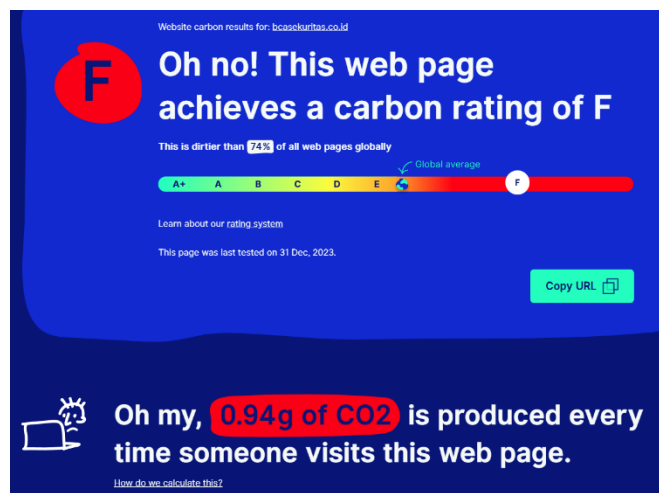 Website carbon results for: bcasekuritas.co.id
F
Oh no! This web page
achieves a carbon rating of F
This is dirtier than 74% of all web pages globally
Global average
A+ A B C D E F
Learn about our rating system
This page was last tested on 31 Dec, 2023.
Copy URL
Oh my, 0.94g of CO2 is produced every
time someone visits this web page.
How do we calculate this?